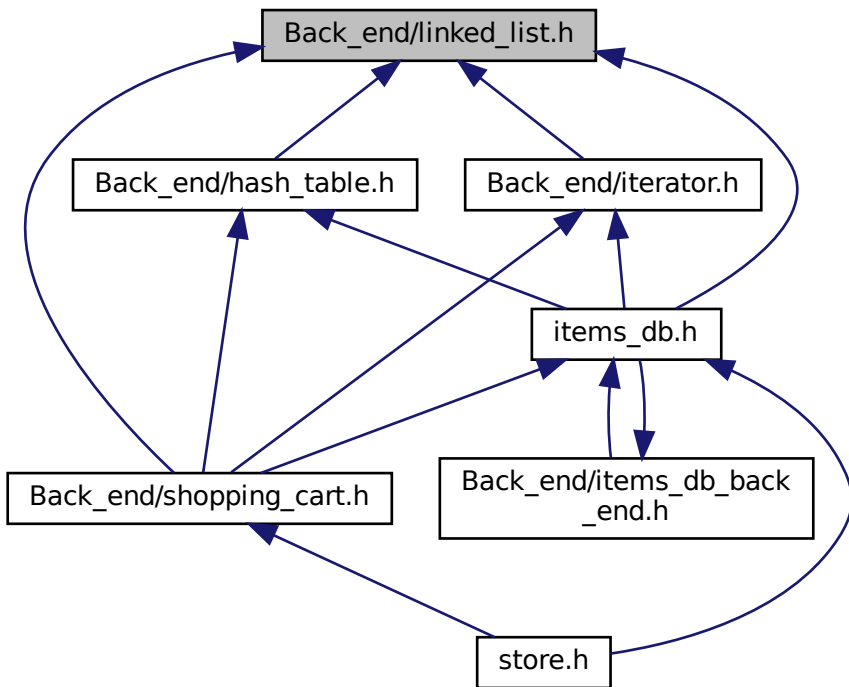 Back_end/linked_list.h
Back_end/hash_table.h
Back_end/iterator.h
items_db.h
Back_end/shopping_cart.h
Back_end/items_db_back
_end.h
store.h